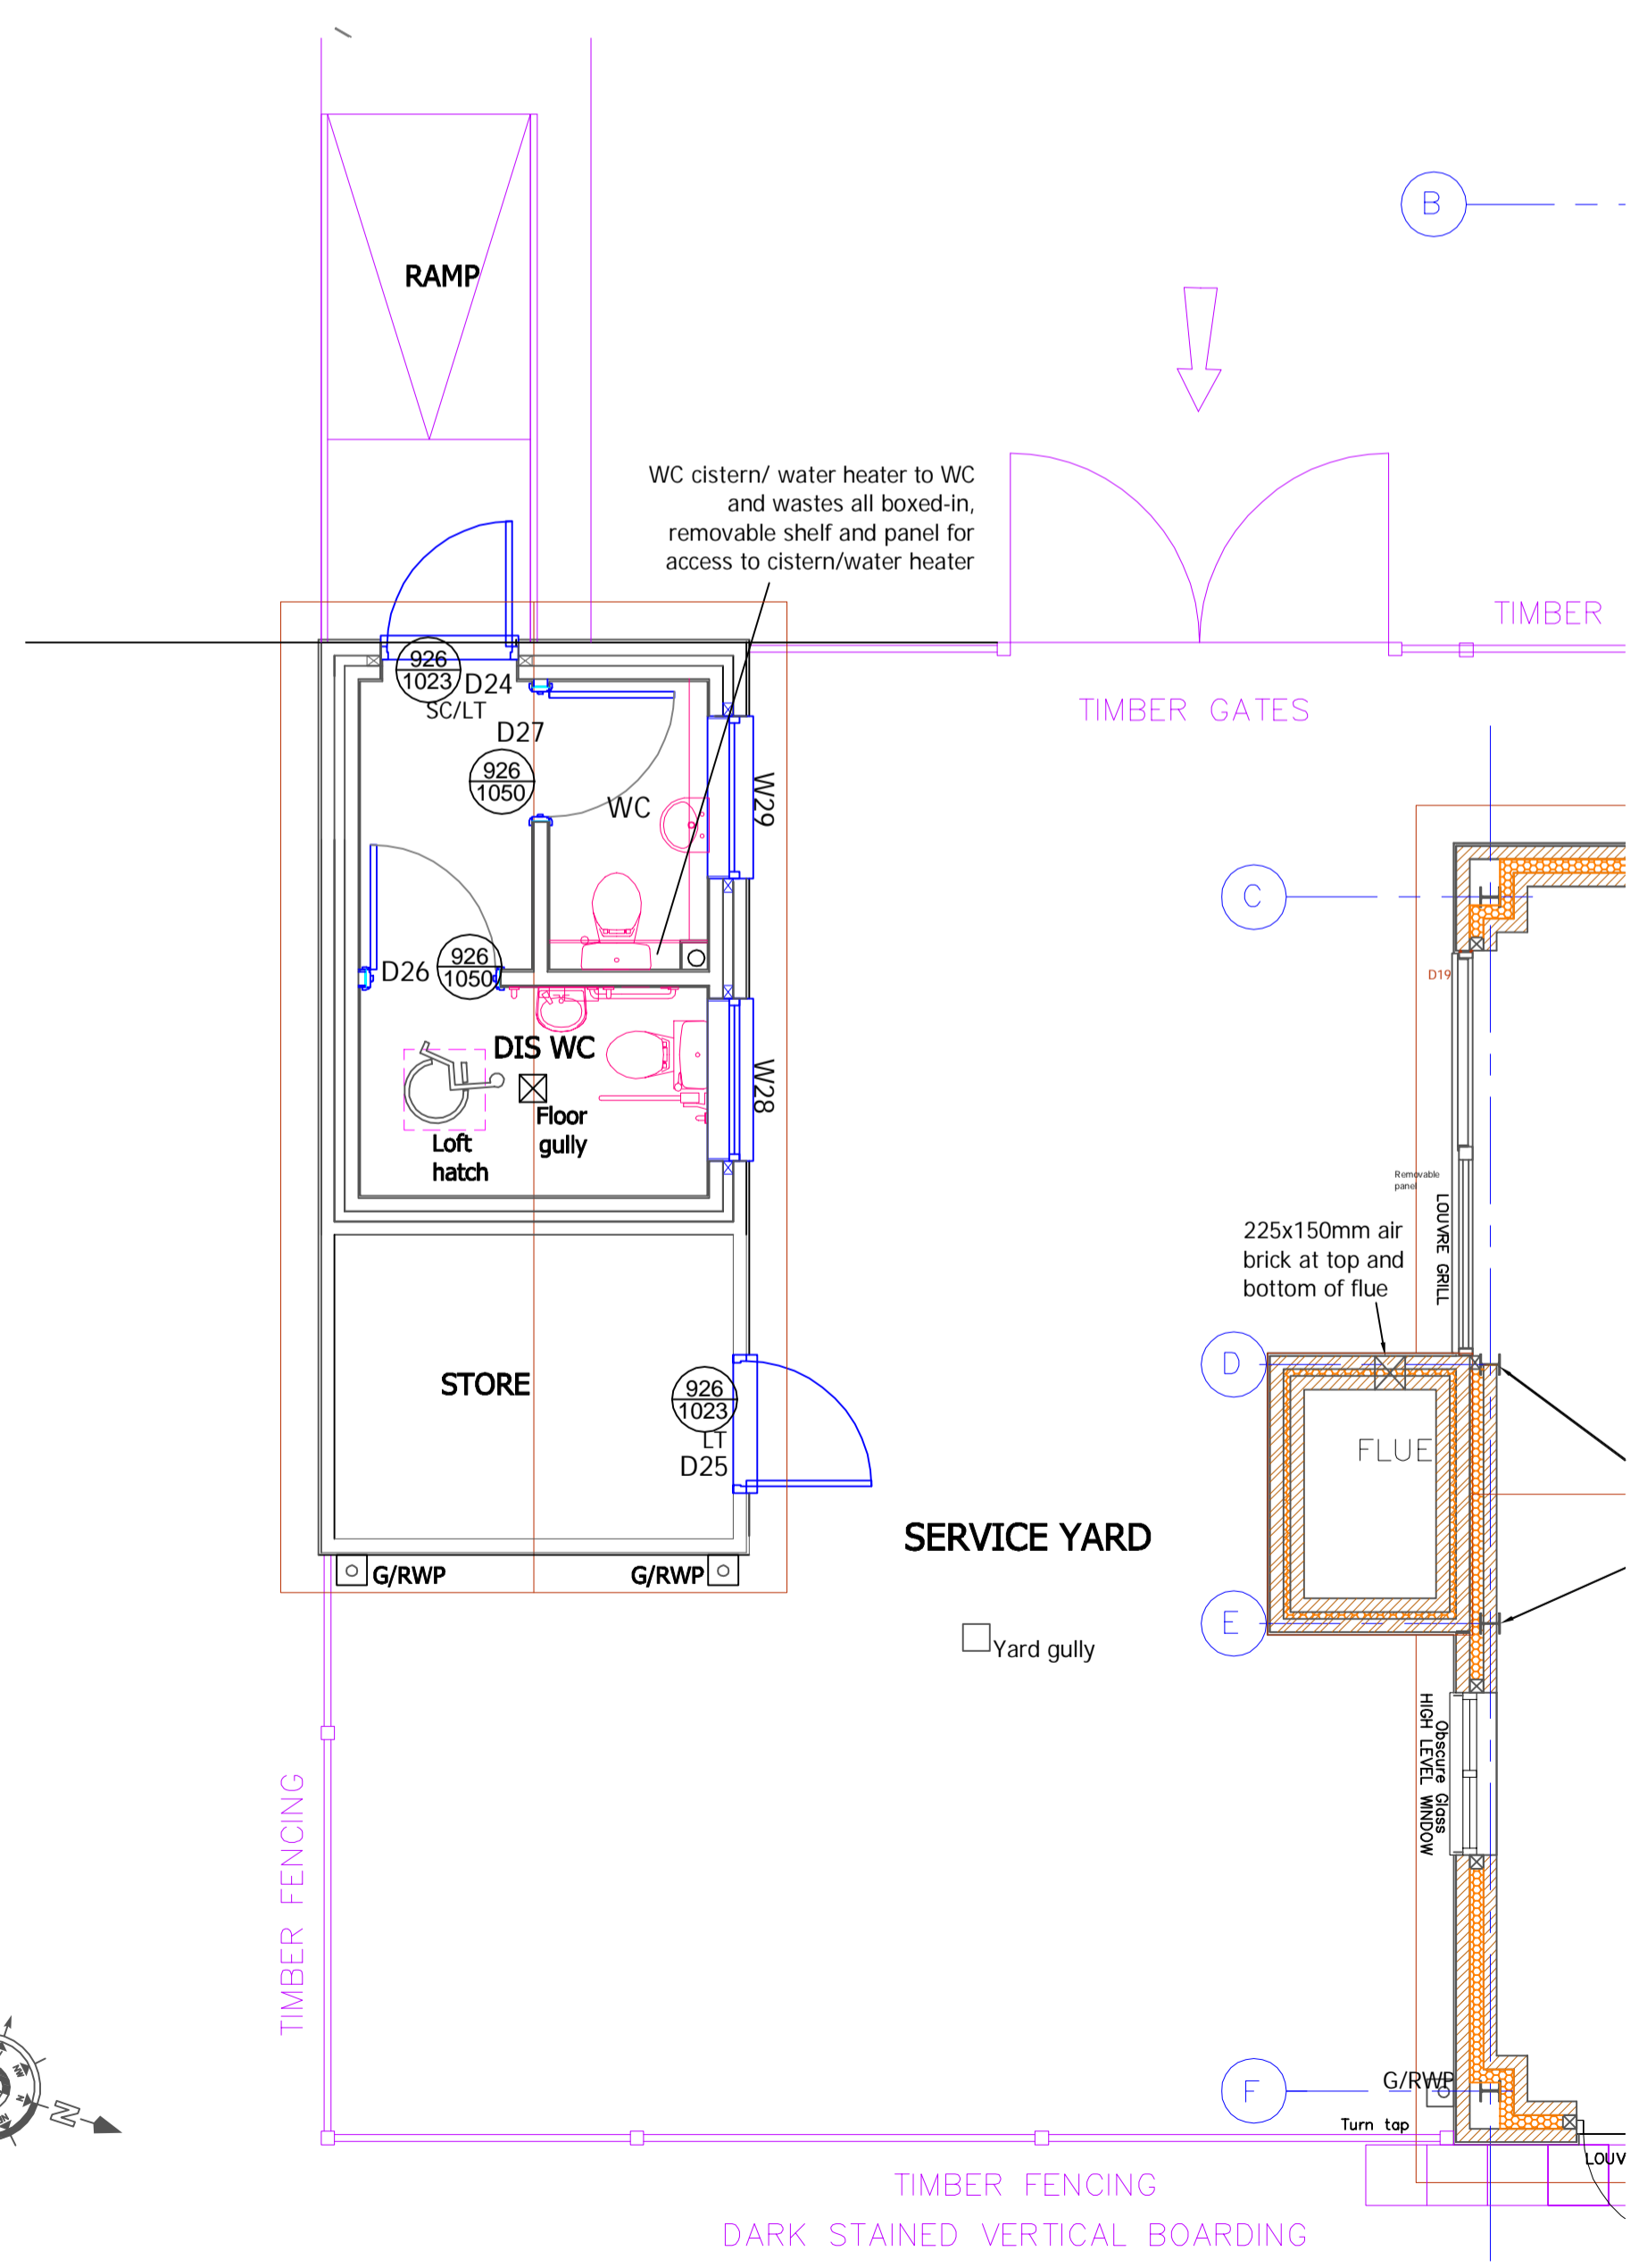 B
RAMP
WC cistern/ water heater to WC
and wastes all boxed-in,
removable shelf and panel for
access to cistern/water heater
TIMBER
926
1023
D24
SC/LT
TIMBER GATES
D27
926
1050
WC
W29
C
D26
926
1050
D19
DIS WC
W28
Floor
gully
Loft
hatch
Removable
panel
LOUVRE GRILL
225x150mm air
brick at top and
bottom of flue
D
STORE
926
1023
LT
D25
FLUE
SERVICE YARD
G/RWP
G/RWP
E
Yard gully
Obscure Glass
HIGH LEVEL WINDOW
TIMBER FENCING
F
G/RWP
Turn tap
N
LOUV
TIMBER FENCING
DARK STAINED VERTICAL BOARDING